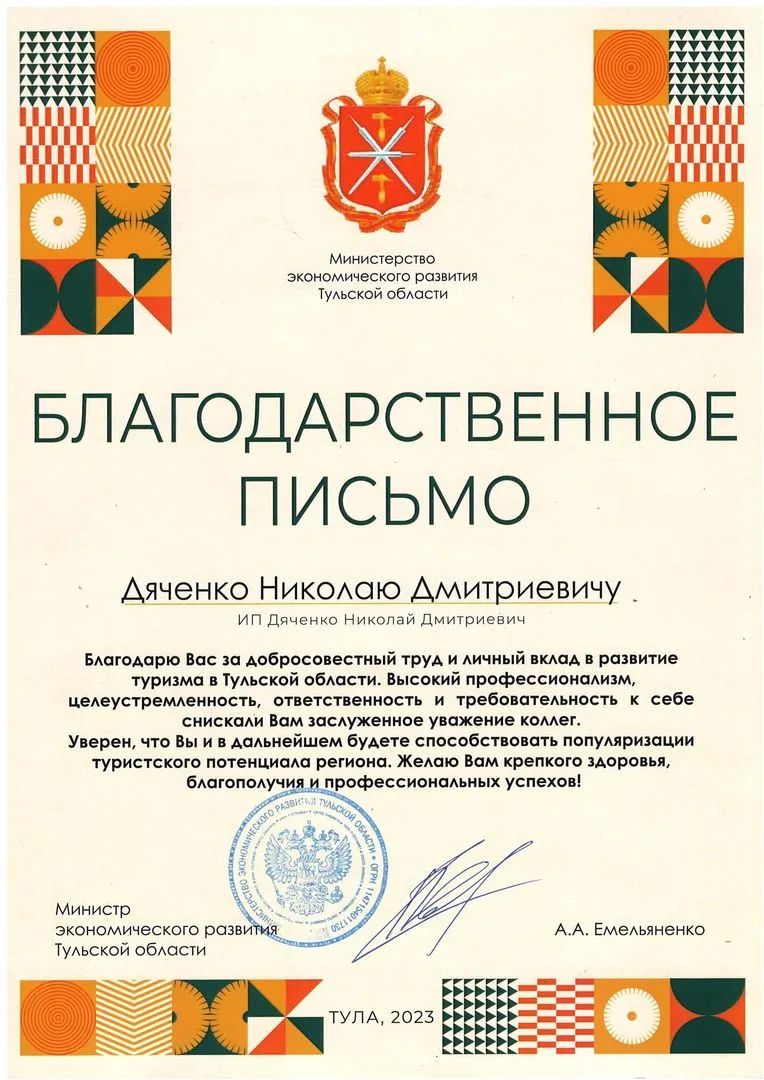 Министерство
экономического развития
Тульской области
БЛАГОДАРСТВЕННОЕ
ПИСЬМО
Дяченко Николаю Дмитриевичу
ИП Дяченко Николай Дмитриевич
Благодарю Вас за добросовестный труд и личный вклад в развитие
туризма в Тульской области. Высокий профессионализм,
целеустремленность, ответственность и требовательность к себе
снискали Вам заслуженное уважение коллег.
Уверен, что Вы и в дальнейшем будете способствовать популяризации
туристского потенциала региона. Желаю Вам крепкого здоровья,
благополучия и профессиональных успехов!
МИНИСТЕРСТВО ЭКОНОМИЧЕСКОГО РАЗВИТИЯ ТУЛЬСКОЙ ОБЛАСТИ * ОГРН 1147154011730
Министр
экономического развития
Тульской области
А.А. Емельяненко
ТУЛА, 2023